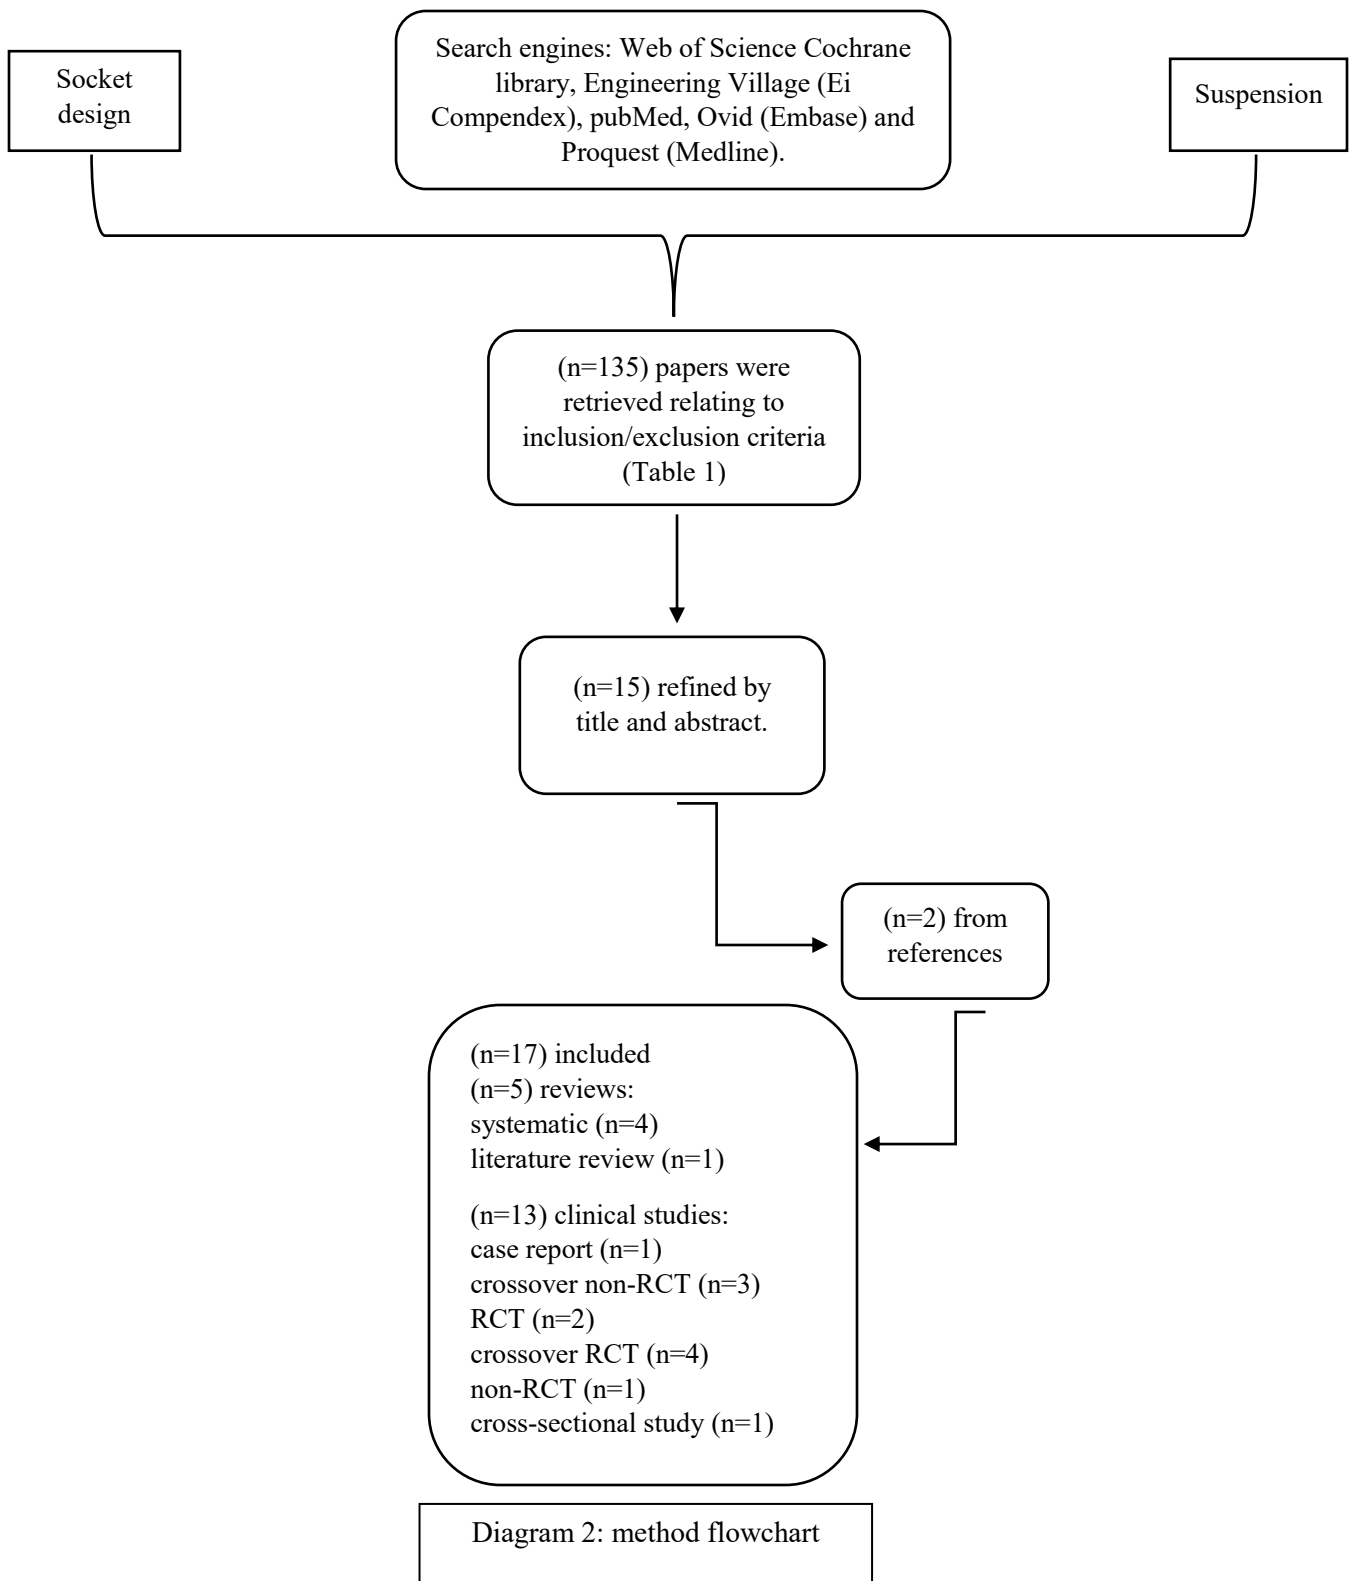 Socket
design
Search engines: Web of Science Cochrane
library, Engineering Village (Ei
Compendex), pubMed, Ovid (Embase) and
Proquest (Medline).
Suspension
(n=135) papers were
retrieved relating to
inclusion/exclusion criteria
(Table 1)
(n=15) refined by
title and abstract.
(n=2) from
references
(n=17) included
(n=5) reviews:
systematic (n=4)
literature review (n=1)
(n=13) clinical studies:
case report (n=1)
crossover non-RCT (n=3)
RCT (n=2)
crossover RCT (n=4)
non-RCT (n=1)
cross-sectional study (n=1)
Diagram 2: method flowchart